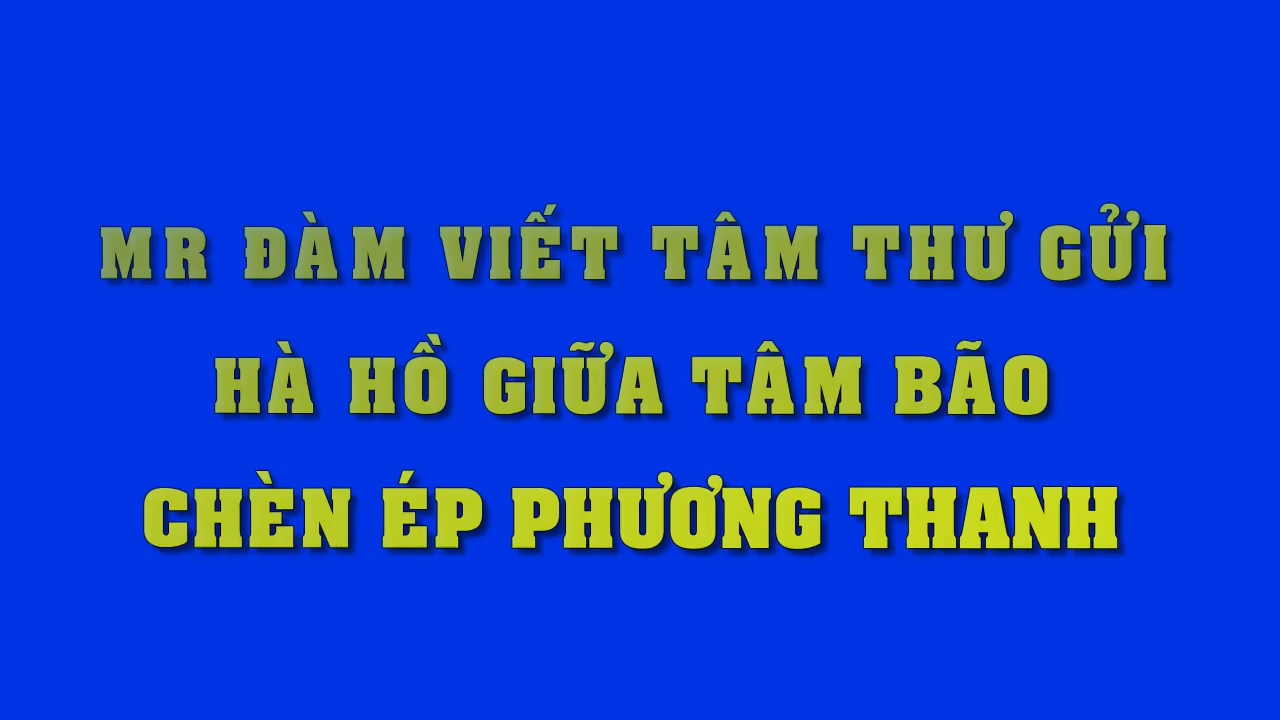 MR ĐÀM VIẾT TÂM THƯ GỬI
HÀ HỒ GIỮA TÂM BÃO
CHÈN ÉP PHƯƠNG THANH